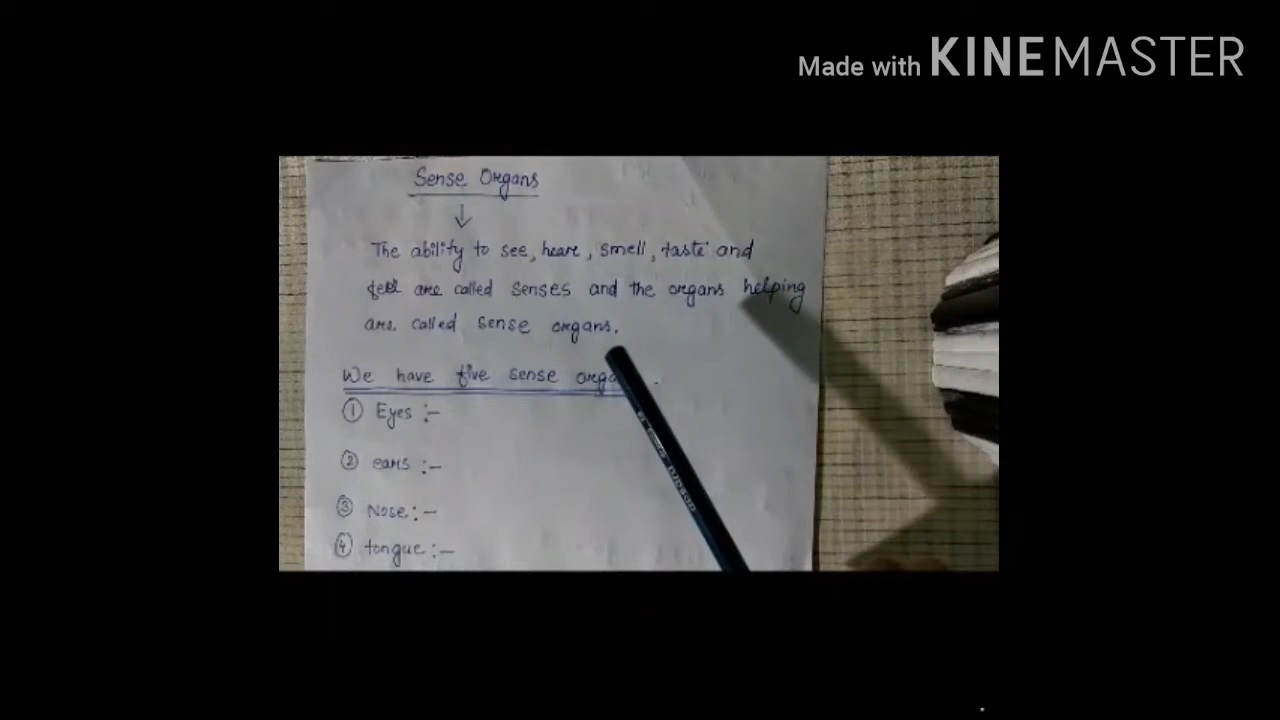 Made with KINEMASTER
Sense Organs
The ability to see, heare, smell, taste and
feel are called senses and the organs helping
are called sense organs.
We have five sense orga
① Eyes :-
② ears :-
③ Nose :-
④ tongue :-